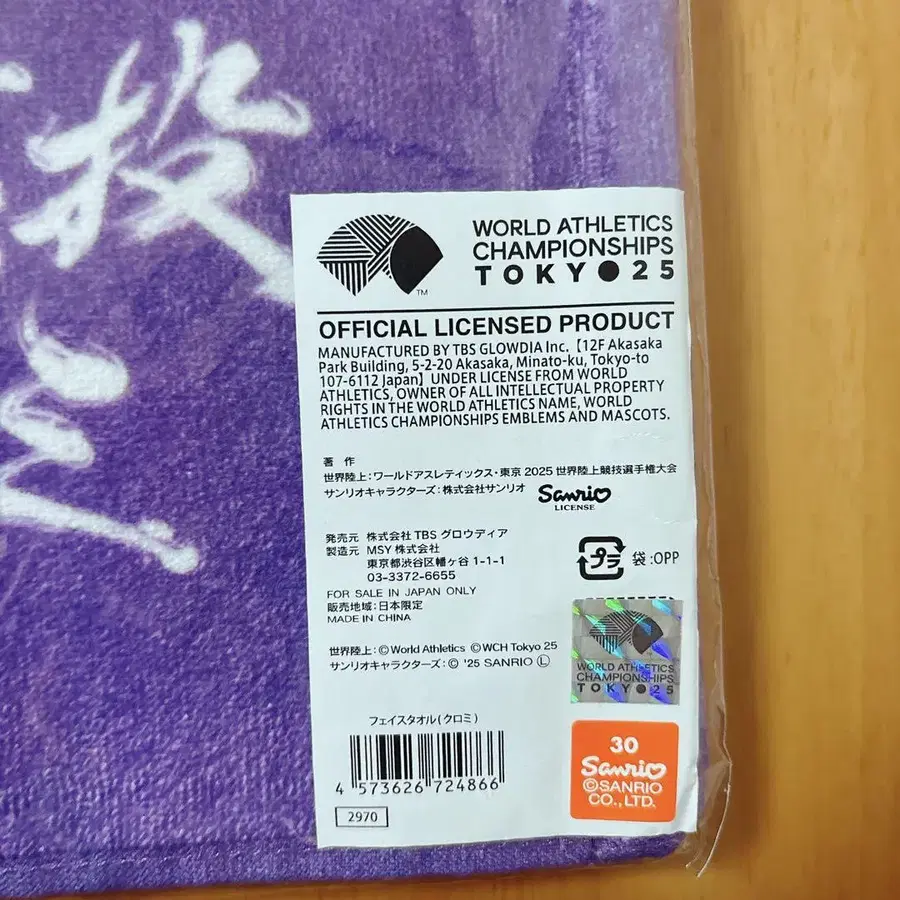 投
WORLD ATHLETICS
CHAMPIONSHIPS
TOKYO25
TM
OFFICIAL LICENSED PRODUCT
MANUFACTURED BY TBS GLOWDIA Inc.【12F Akasaka
Park Building, 5-2-20 Akasaka, Minato-ku, Tokyo-to
107-6112 Japan】UNDER LICENSE FROM WORLD
ATHLETICS, OWNER OF ALL INTELLECTUAL PROPERTY
RIGHTS IN THE WORLD ATHLETICS NAME, WORLD
ATHLETICS CHAMPIONSHIPS EMBLEMS AND MASCOTS.
著 作
世界陸上:ワールドアスレティックス・東京 2025 世界陸上競技選手権大会
サンリオキャラクターズ:株式会社サンリオ Sanrio
LICENSE
発売元 株式会社 TBS グロウディア
製造元 MSY 株式会社
東京都渋谷区幡ヶ谷 1-1-1
03-3372-6655
プラ 袋:OPP
FOR SALE IN JAPAN ONLY
販売地域:日本限定
MADE IN CHINA
世界陸上:©World Athletics ©WCH Tokyo 25
サンリオキャラクターズ:© '25 SANRIO Ⓛ
WORLD ATHLETICS
CHAMPIONSHIPS
TOKYO25
フェイスタオル(クロミ)
4 573626 724866
2970
30
Sanrio
©SANRIO
CO., LTD.